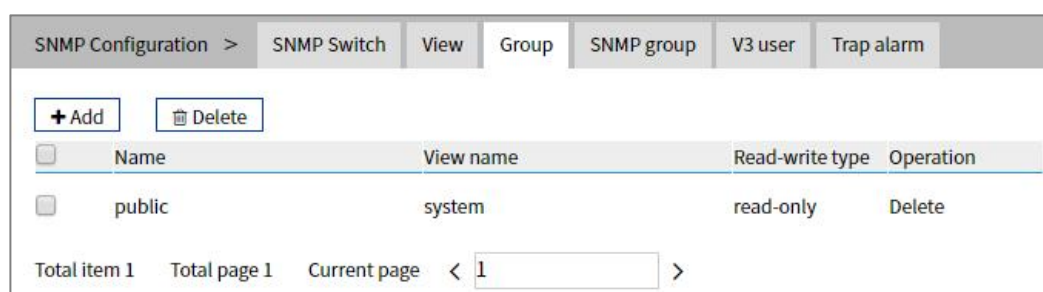 SNMP Configuration > SNMP Switch View Group SNMP group V3 user Trap alarm
+ Add Delete
Name View name Read-write type Operation
public system read-only Delete
Total item 1 Total page 1 Current page < 1 >